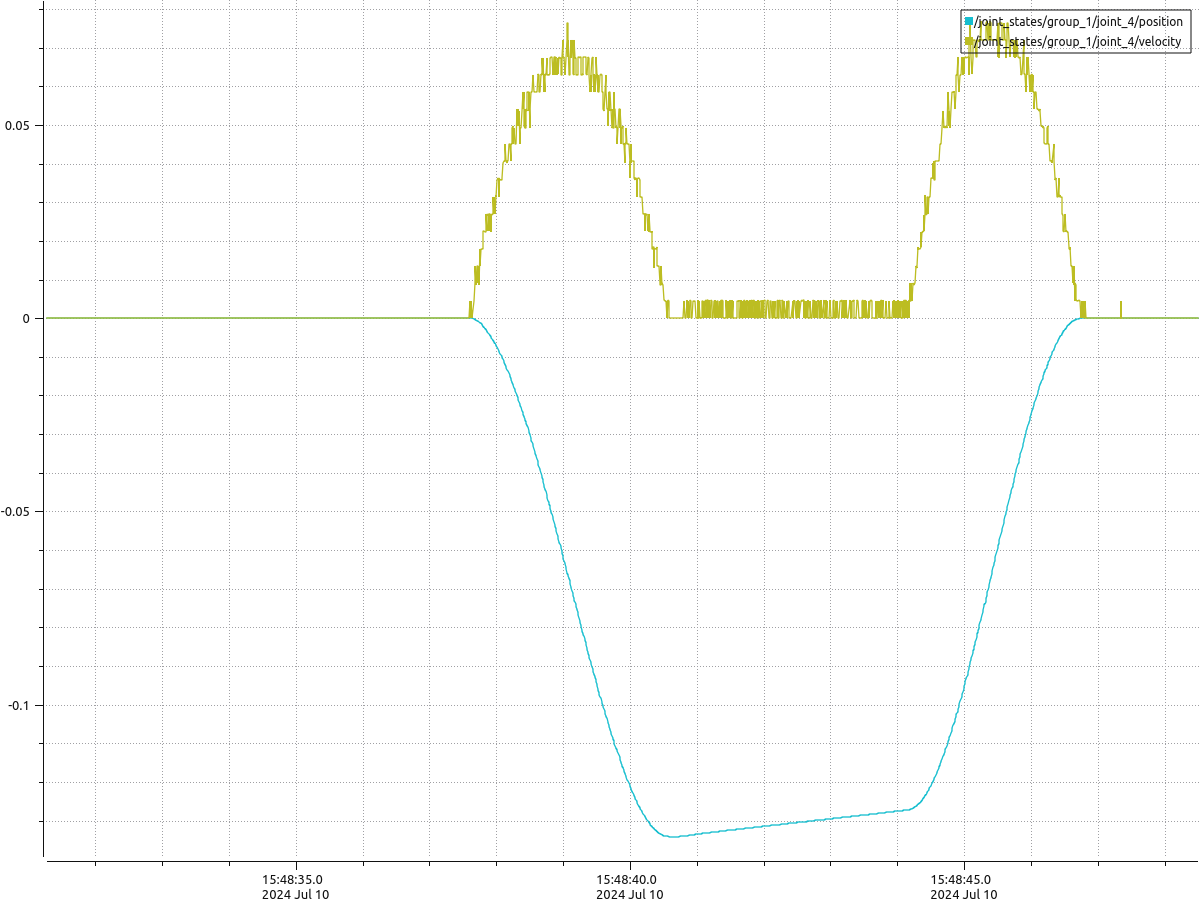 /joint_states/group_1/joint_4/position
/joint_states/group_1/joint_4/velocity
0.05
0
-0.05
-0.1
15:48:35.0
2024 Jul 10
15:48:40.0
2024 Jul 10
15:48:45.0
2024 Jul 10